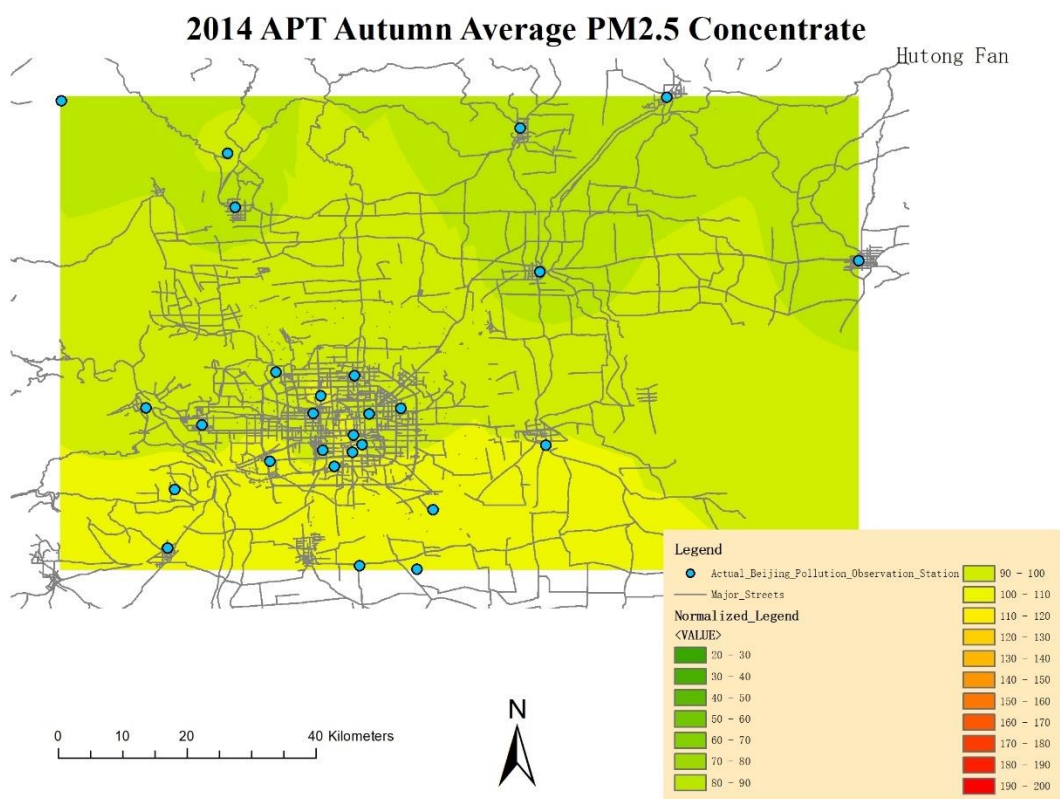 2014 APT Autumn Average PM2.5 Concentrate
Hutong Fan
Legend
Actual_Beijing_Pollution_Observation_Station
Major_Streets
Normalized_Legend
<VALUE>
20 - 30
30 - 40
40 - 50
50 - 60
60 - 70
70 - 80
80 - 90
90 - 100
100 - 110
110 - 120
120 - 130
130 - 140
140 - 150
150 - 160
160 - 170
170 - 180
180 - 190
190 - 200
N
0 10 20 40 Kilometers